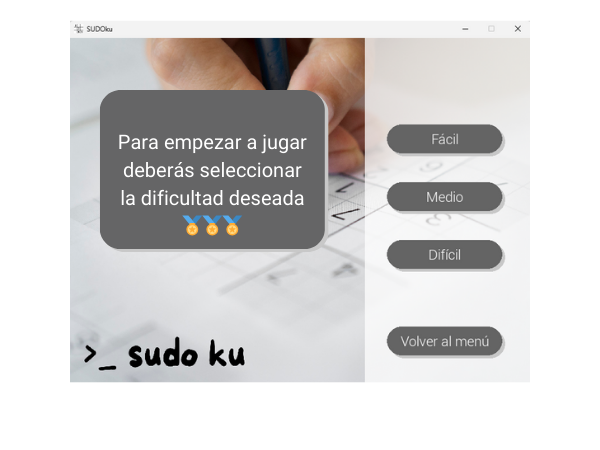 SUDOku
Para empezar a jugar
deberás seleccionar
la dificultad deseada
🏅🏅🏅
>_ sudo ku
Fácil
Medio
Difícil
Volver al menú